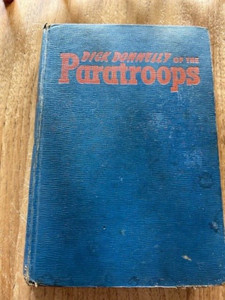 DICK DONNELLY OF THE
Paratroops